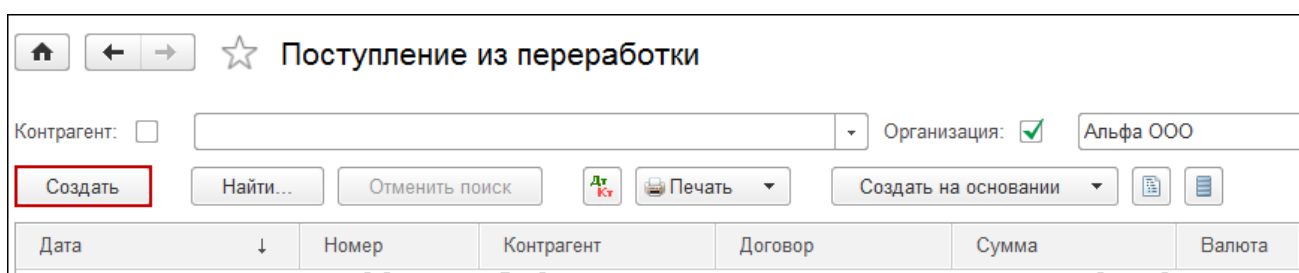 Поступление из переработки
Контрагент: Организация: Альфа ООО
Создать Найти... Отменить поиск Дт Кт Печать Создать на основании
Дата ↓ Номер Контрагент Договор Сумма Валюта